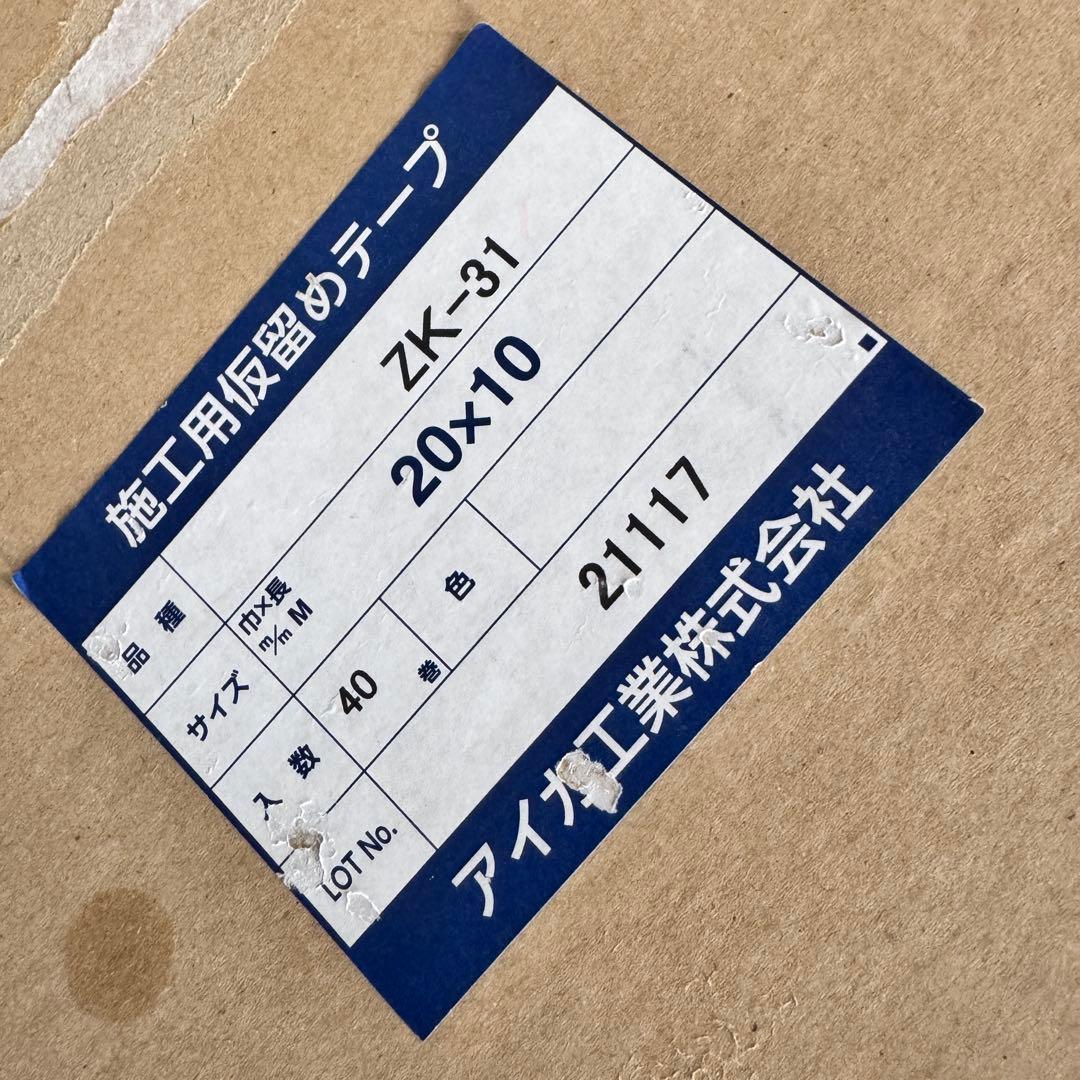 施工用仮留めテープ
品種 ZK-31
サイズ 巾×長 m/m M 20×10
入数 40 巻 色
LOT No. 21117
アイカ工業株式会社